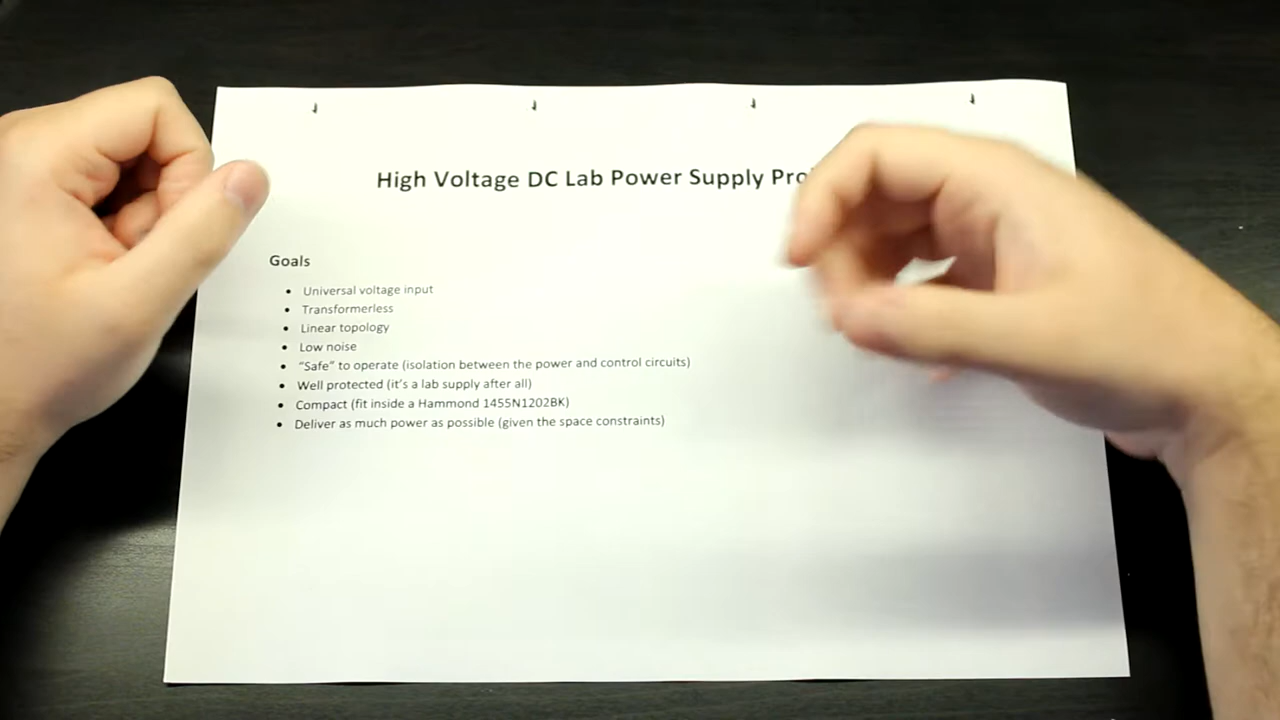 High Voltage DC Lab Power Supply
Goals
• Universal voltage input
• Transformerless
• Linear topology
• Low noise
• “Safe” to operate (isolation between the power and control circuits)
• Well protected (it’s a lab supply after all)
• Compact (fit inside a Hammond 1455N1202BK)
• Deliver as much power as possible (given the space constraints)